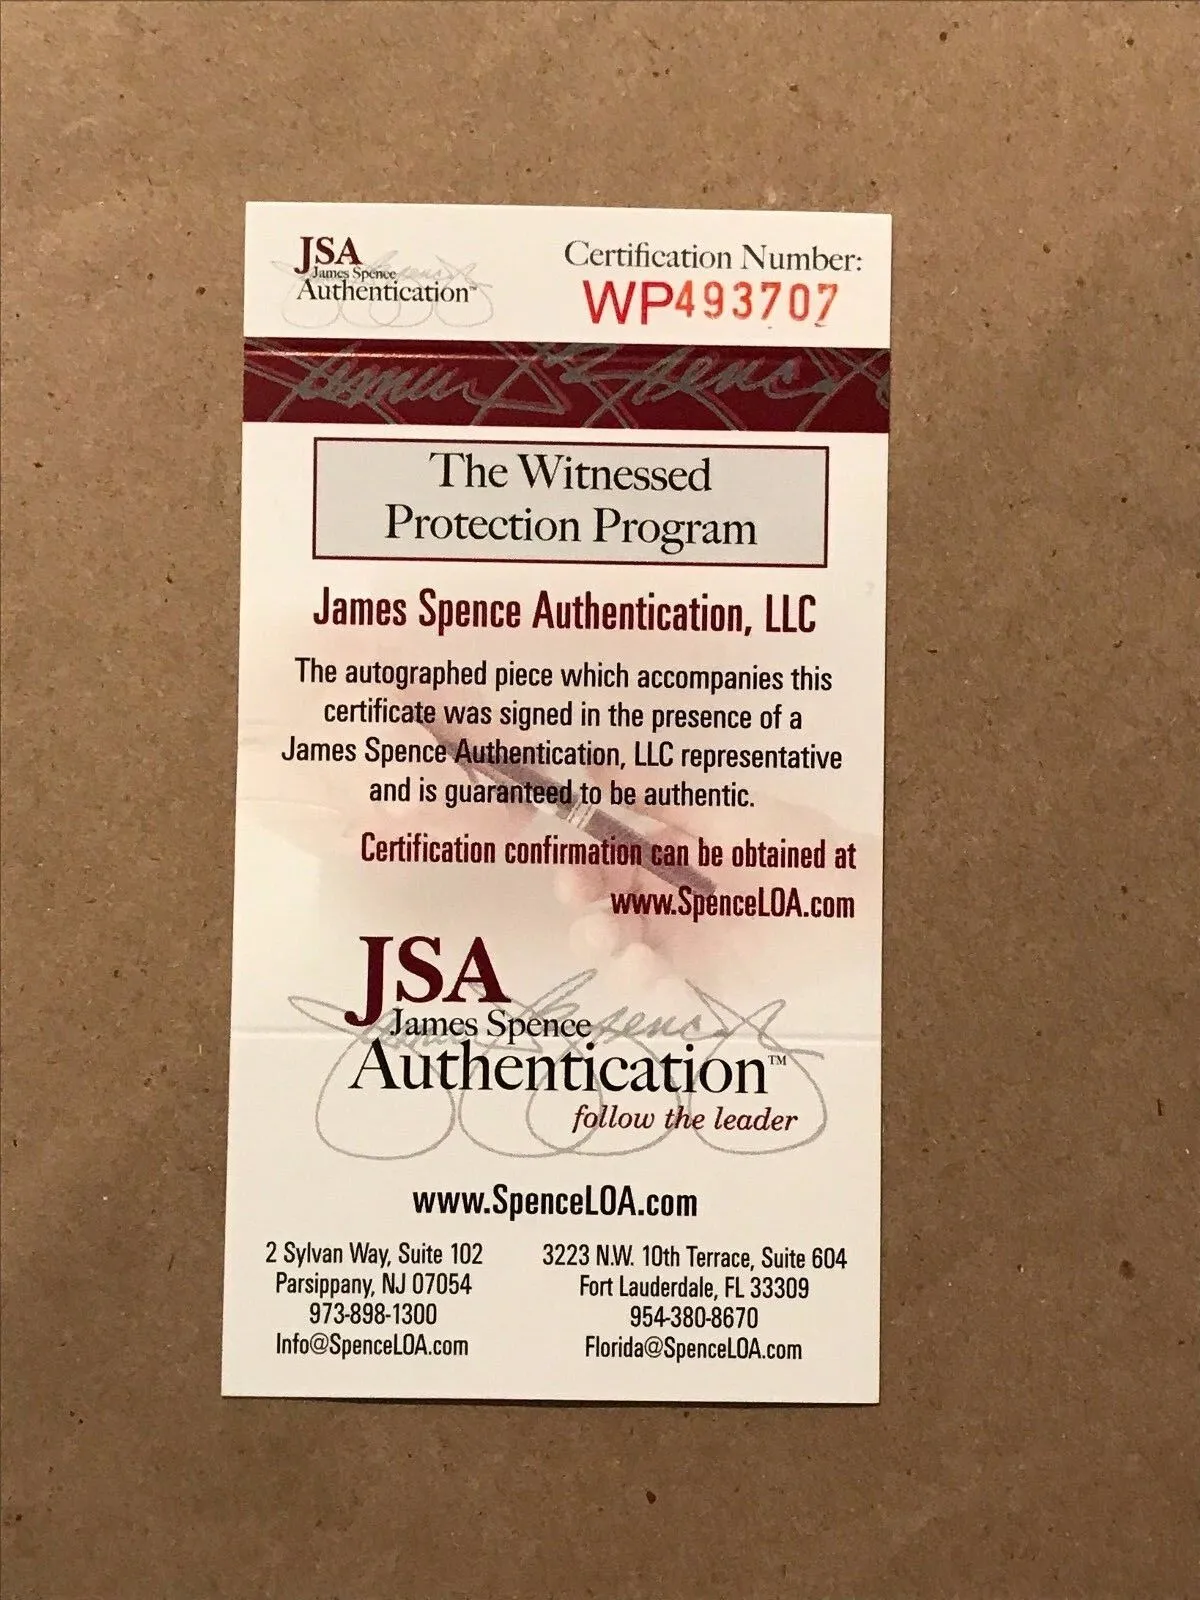 JSA
James Spence
Authentication™
Certification Number:
WP493707
James Spence
The Witnessed
Protection Program
James Spence Authentication, LLC
The autographed piece which accompanies this
certificate was signed in the presence of a
James Spence Authentication, LLC representative
and is guaranteed to be authentic.
Certification confirmation can be obtained at
www.SpenceLOA.com
JSA
James Spence
James Spence
Authentication™
follow the leader
www.SpenceLOA.com
2 Sylvan Way, Suite 102
Parsippany, NJ 07054
973-898-1300
Info@SpenceLOA.com
3223 N.W. 10th Terrace, Suite 604
Fort Lauderdale, FL 33309
954-380-8670
Florida@SpenceLOA.com